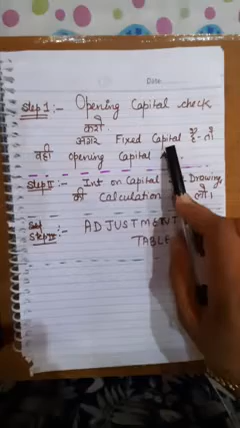 Date
Step I :- Opening Capital check
करो
अगर Fixed Capital है - तो
वही opening Capital
Step II :- Int on Capital - Drawing
की Calculation लो ।
Step III :- ADJUSTMENT
TABLE